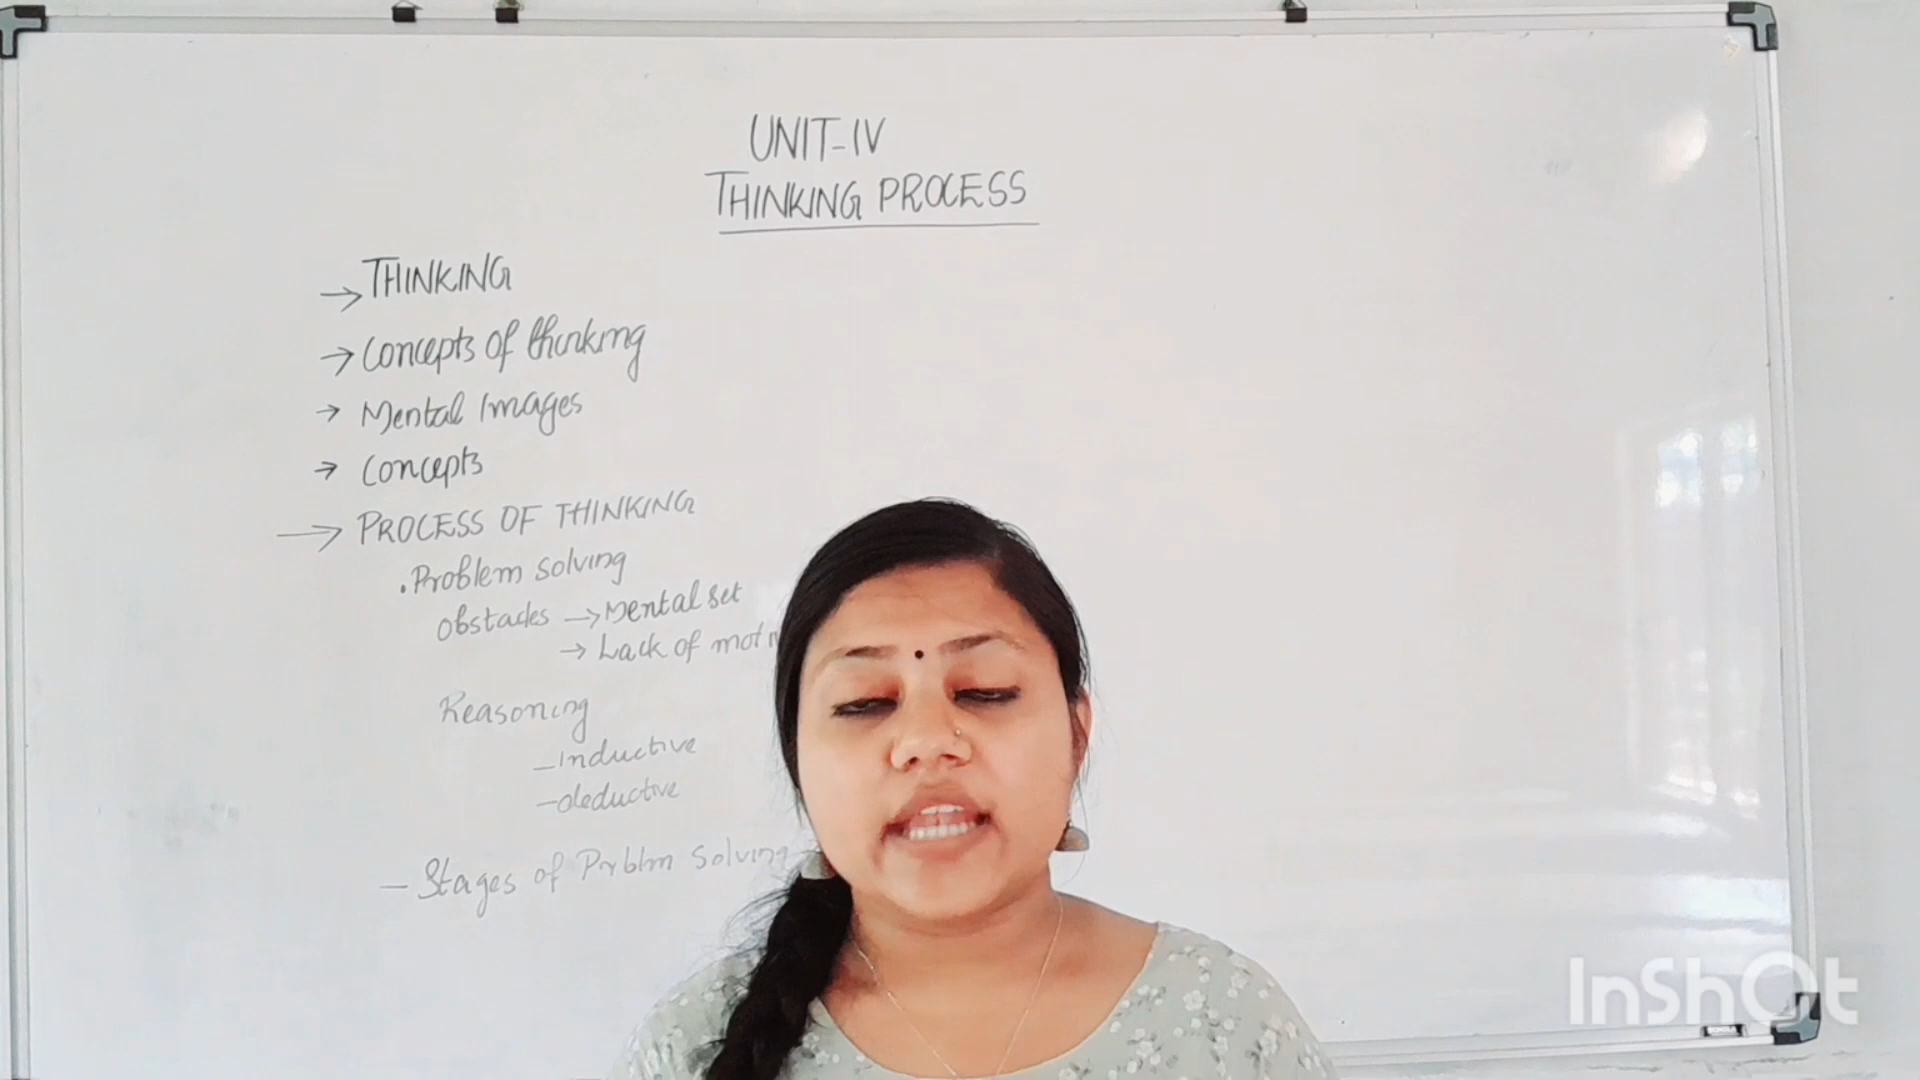 UNIT-IV
THINKING PROCESS
→ THINKING
→ Concepts of thinking
→ Mental Images
→ Concepts
→ PROCESS OF THINKING
. Problem solving
obstacles → Mental set
→ Lack of
Reasoning
- Inductive
- deductive
- Stages of Prblm solving
InShOt